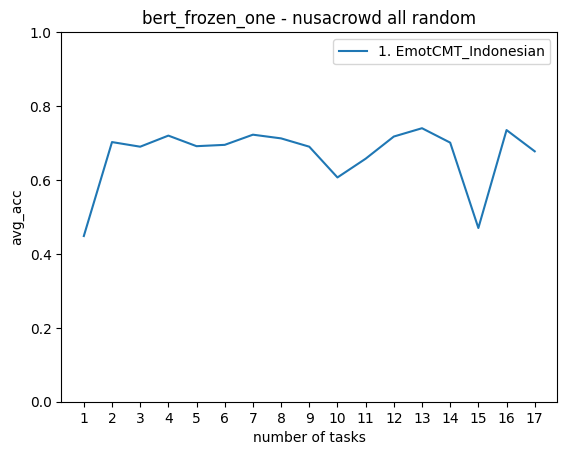 bert_frozen_one - nusacrowd all random
1. EmotCMT_Indonesian
avg_acc
1.0
0.8
0.6
0.4
0.2
0.0
1 2 3 4 5 6 7 8 9 10 11 12 13 14 15 16 17
number of tasks